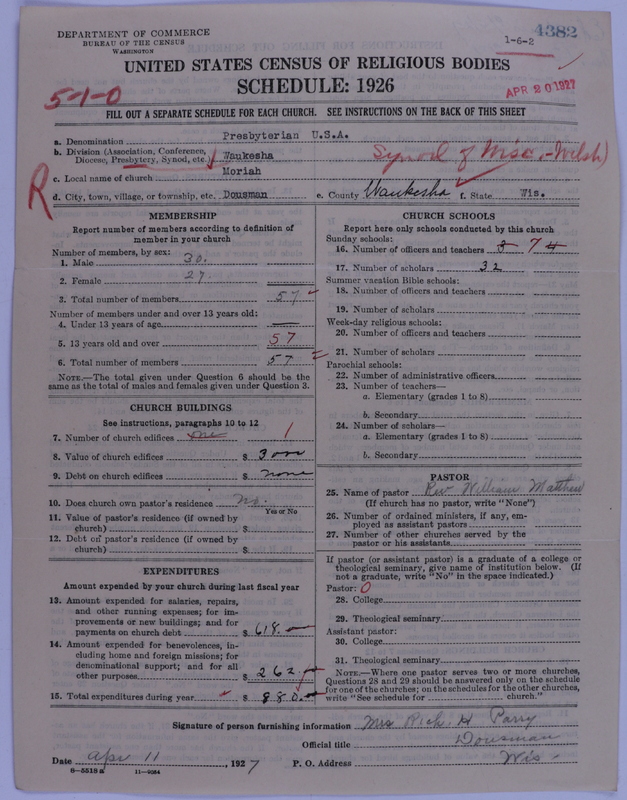 DEPARTMENT OF COMMERCE
BUREAU OF THE CENSUS
WASHINGTON
1-6-2
4382
UNITED STATES CENSUS OF RELIGIOUS BODIES
SCHEDULE: 1926
APR 20 1927
5-1-0
FILL OUT A SEPARATE SCHEDULE FOR EACH CHURCH. SEE INSTRUCTIONS ON THE BACK OF THIS SHEET
a. Denomination Presbyterian U.S.A.
b. Division (Association, Conference, Diocese, Presbytery, Synod, etc.) Waukesha
Synod of Wisc.-Welsh)
R
c. Local name of church Moriah
d. City, town, village, or township, etc. Dousman e. County Waukesha f. State Wis.
MEMBERSHIP
Report number of members according to definition of
member in your church
Number of members, by sex:
1. Male 30.
2. Female 27
3. Total number of members 57
Number of members under and over 13 years old:
4. Under 13 years of age —
5. 13 years old and over 57
6. Total number of members 57
NOTE.—The total given under Question 6 should be the
same as the total of males and females given under Question 3.
CHURCH BUILDINGS
See instructions, paragraphs 10 to 12
7. Number of church edifices one 1
8. Value of church edifices $ 3000
9. Debt on church edifices $ none
10. Does church own pastor's residence no.
Yes or No
11. Value of pastor's residence (if owned by
church) $
12. Debt on pastor's residence (if owned by
church) $
EXPENDITURES
Amount expended by your church during last fiscal year
13. Amount expended for salaries, repairs,
and other running expenses; for im-
provements or new buildings; and for
payments on church debt $ 618.—
14. Amount expended for benevolences, in-
cluding home and foreign missions; for
denominational support; and for all
other purposes $ 262.—
15. Total expenditures during year $ 880.—
CHURCH SCHOOLS
Report here only schools conducted by this church
Sunday schools:
16. Number of officers and teachers 3 7 4
17. Number of scholars 32
Summer vacation Bible schools:
18. Number of officers and teachers
19. Number of scholars
Week-day religious schools:
20. Number of officers and teachers
21. Number of scholars
Parochial schools:
22. Number of administrative officers
23. Number of teachers—
a. Elementary (grades 1 to 8)
b. Secondary
24. Number of scholars—
a. Elementary (grades 1 to 8)
b. Secondary
PASTOR
25. Name of pastor Rev William Matthew
(If church has no pastor, write "None")
26. Number of ordained ministers, if any, em-
ployed as assistant pastors
27. Number of other churches served by the
pastor or his assistants
If pastor (or assistant pastor) is a graduate of a college or
theological seminary, give name of institution below. (If
not a graduate, write "No" in the space indicated.)
Pastor: 0
28. College
29. Theological seminary
Assistant pastor:
30. College
31. Theological seminary
NOTE.—Where one pastor serves two or more churches,
Questions 28 and 29 should be answered only on the schedule
for one of the churches; on the schedules for the other churches,
write "See schedule for church."
Signature of person furnishing information Mrs Rich. H Parry
Official title Dousman
Date Apr 11, 1927 P. O. Address Wis-
8-5518 a 11-9084